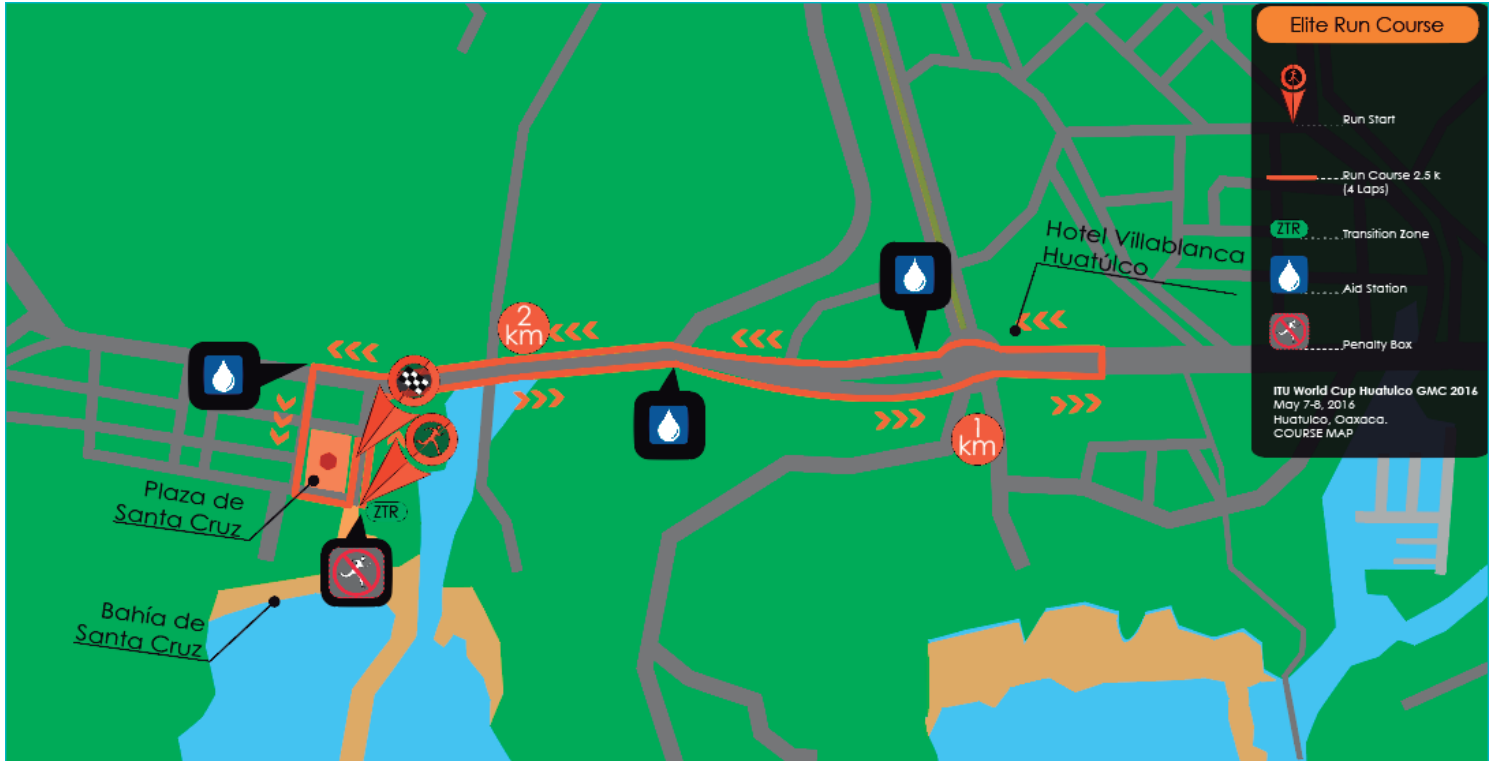 Elite Run Course
Run Start
Run Course 2.5 k
(4 Laps)
ZTR
Transition Zone
Aid Station
Penalty Box
ITU World Cup Huatulco GMC 2016
May 7-8, 2016
Huatulco, Oaxaca.
COURSE MAP
Hotel Villablanca
Huatúlco
2
km
1
km
Plaza de
Santa Cruz
ZTR
Bahía de
Santa Cruz